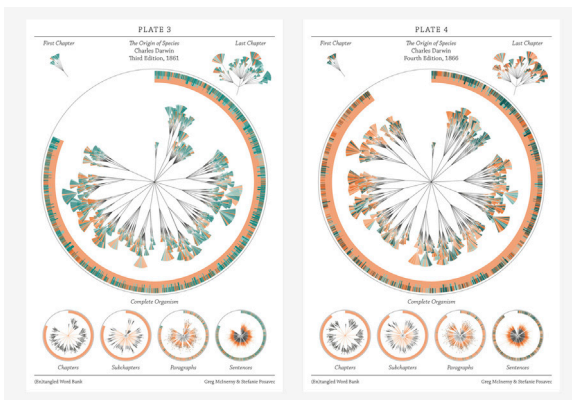 PLATE 3
First Chapter
The Origin of Species
Charles Darwin
Third Edition, 1861
Last Chapter
Complete Organism
Chapters
Subchapters
Paragraphs
Sentences
(En)tangled Word Bank
Greg McInerny & Stefanie Posavec
PLATE 4
First Chapter
The Origin of Species
Charles Darwin
Fourth Edition, 1866
Last Chapter
Complete Organism
Chapters
Subchapters
Paragraphs
Sentences
(En)tangled Word Bank
Greg McInerny & Stefanie Posavec